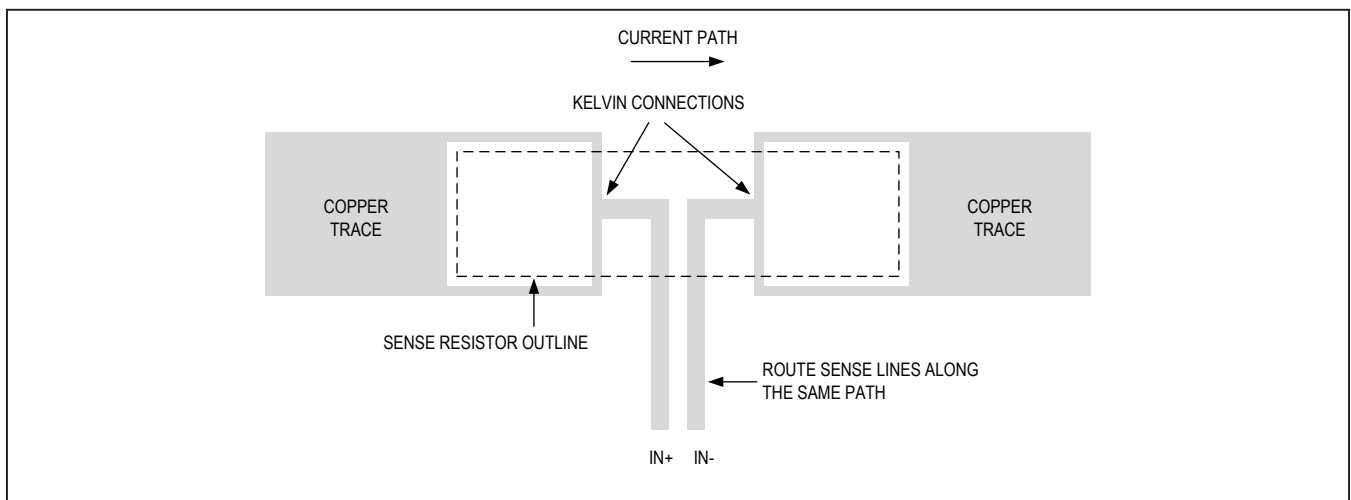 CURRENT PATH
KELVIN CONNECTIONS
COPPER
TRACE
COPPER
TRACE
SENSE RESISTOR OUTLINE
ROUTE SENSE LINES ALONG
THE SAME PATH
IN+ IN-